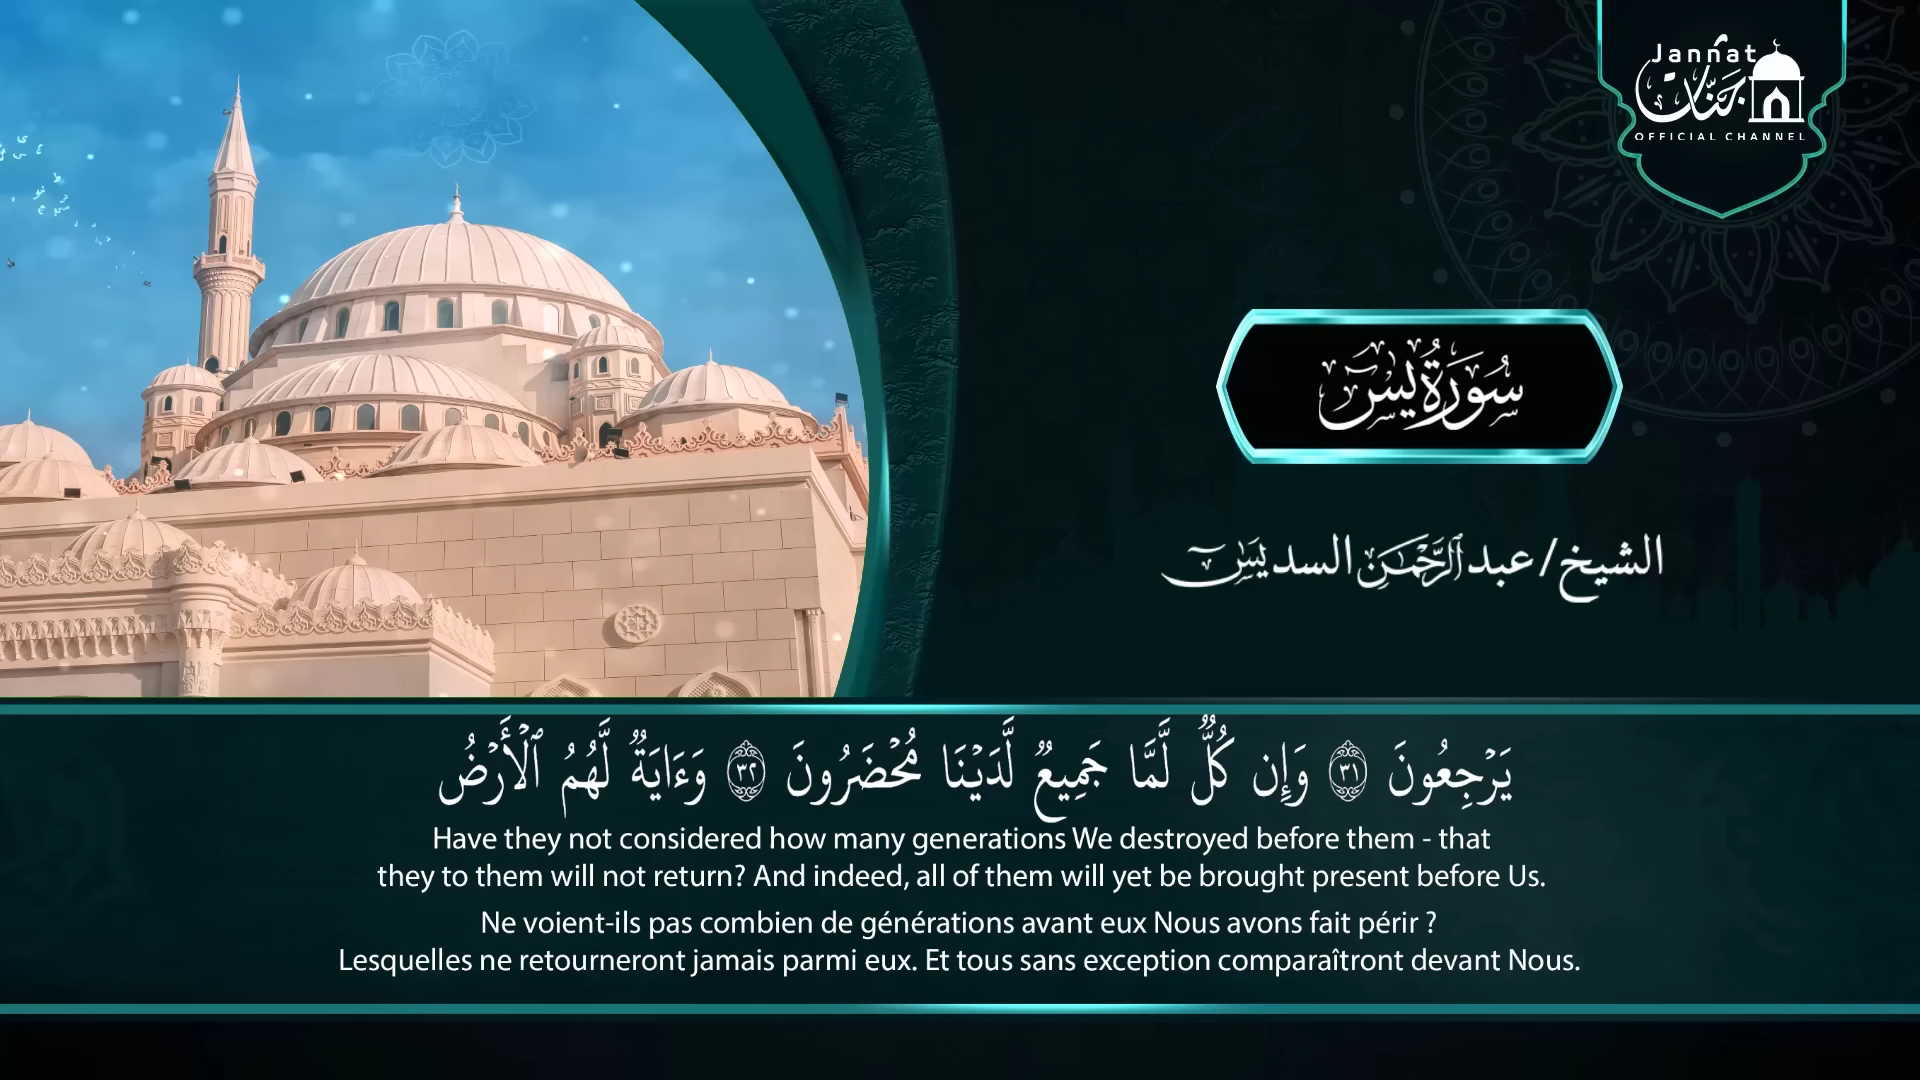 Jannat
جنات
OFFICIAL CHANNEL
سُورَةُ يسٓ
الشيخ / عبد الرَّحْمَٰن السديسٓ
يَرْجِعُونَ ٣١ وَإِن كُلٌّ لَّمَّا جَمِيعٌ لَّدَيْنَا مُحْضَرُونَ ٣٢ وَءَايَةٌ لَّهُمُ ٱلْأَرْضُ
Have they not considered how many generations We destroyed before them - that
they to them will not return? And indeed, all of them will yet be brought present before Us.
Ne voient-ils pas combien de générations avant eux Nous avons fait périr ?
Lesquelles ne retourneront jamais parmi eux. Et tous sans exception comparaîtront devant Nous.